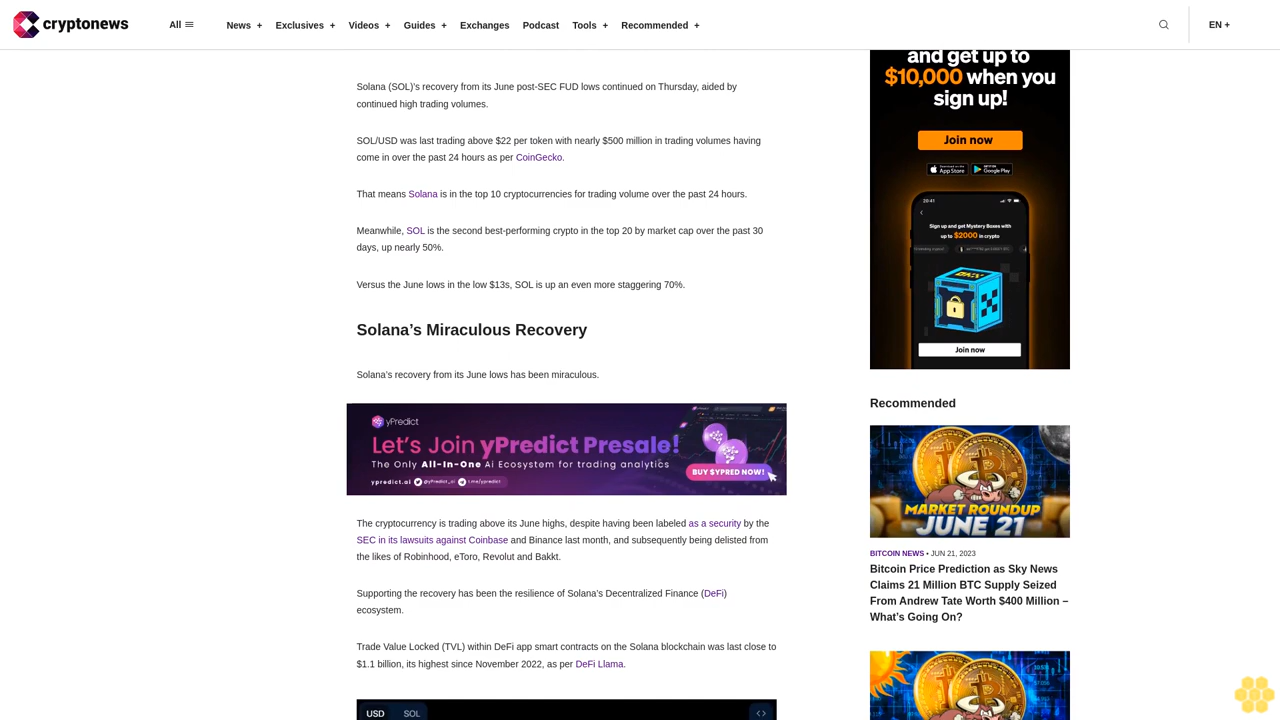 cryptonews
All
News + Exclusives + Videos + Guides + Exchanges Podcast Tools + Recommended +
EN +
Solana (SOL)’s recovery from its June post-SEC FUD lows continued on Thursday, aided by
continued high trading volumes.
SOL/USD was last trading above $22 per token with nearly $500 million in trading volumes having
come in over the past 24 hours as per CoinGecko.
That means Solana is in the top 10 cryptocurrencies for trading volume over the past 24 hours.
Meanwhile, SOL is the second best-performing crypto in the top 20 by market cap over the past 30
days, up nearly 50%.
Versus the June lows in the low $13s, SOL is up an even more staggering 70%.
Solana’s Miraculous Recovery
Solana’s recovery from its June lows has been miraculous.
yPredict
Let’s Join yPredict Presale!
The Only All-In-One Ai Ecosystem for trading analytics
BUY $YPRED NOW!
ypredict.ai @yPredict_ai t.me/ypredict
The cryptocurrency is trading above its June highs, despite having been labeled as a security by the
SEC in its lawsuits against Coinbase and Binance last month, and subsequently being delisted from
the likes of Robinhood, eToro, Revolut and Bakkt.
Supporting the recovery has been the resilience of Solana’s Decentralized Finance (DeFi)
ecosystem.
Trade Value Locked (TVL) within DeFi app smart contracts on the Solana blockchain was last close to
$1.1 billion, its highest since November 2022, as per DeFi Llama.
USD SOL
and get up to
$10,000 when you
sign up!
Join now
Download on the
App Store
Google Play
20:41
Sign up and get Mystery Boxes with
up to $2000 in crypto
Join now
Recommended
MARKET ROUNDUP
JUNE 21
BITCOIN NEWS • JUN 21, 2023
Bitcoin Price Prediction as Sky News
Claims 21 Million BTC Supply Seized
From Andrew Tate Worth $400 Million –
What’s Going On?